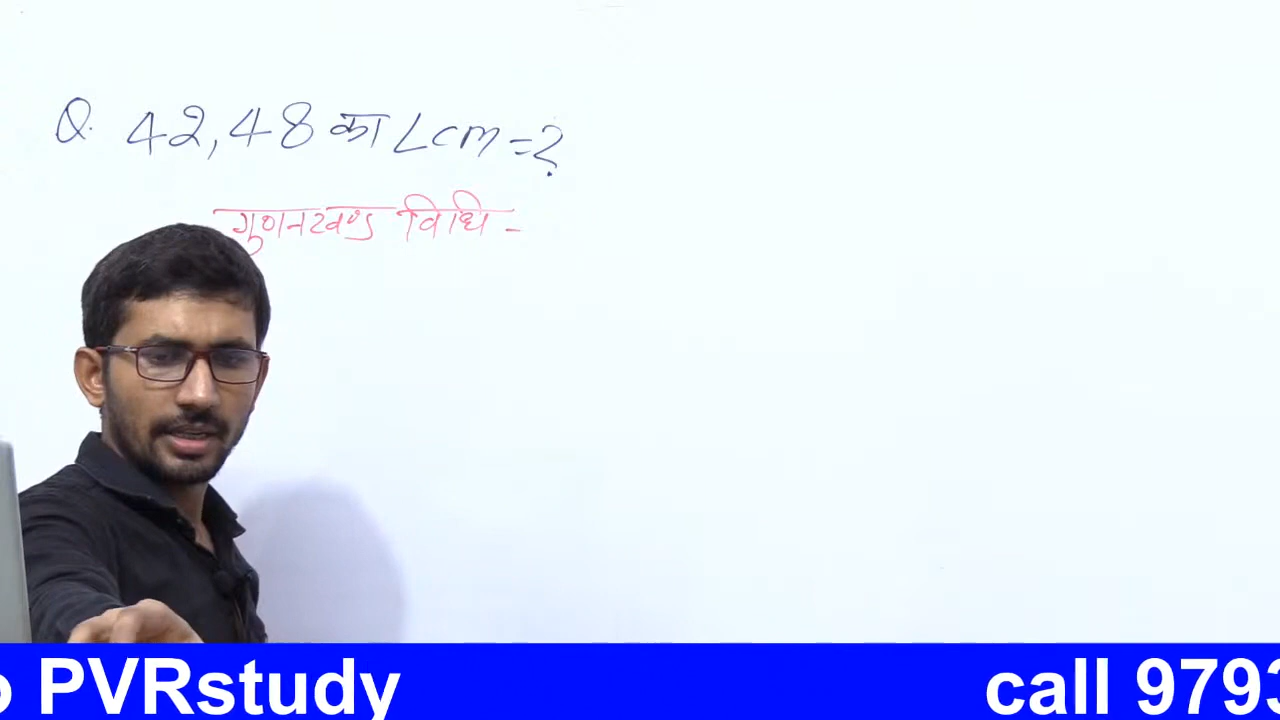 Q. 42, 48 का Lcm = ?
गुणनखण्ड विधि -
o PVRstudy call 9793